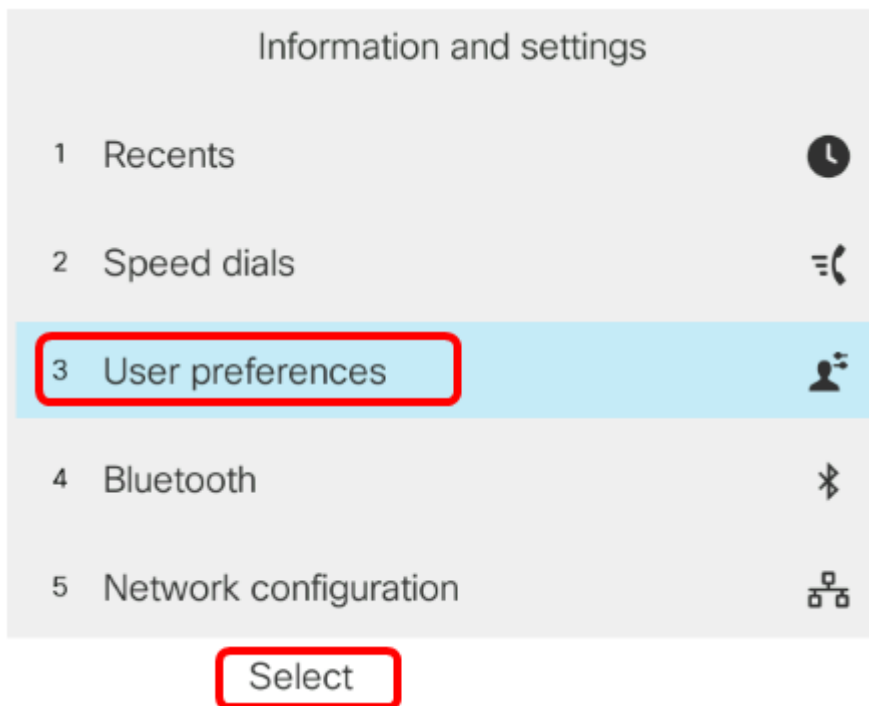 Information and settings
1 Recents
2 Speed dials
3 User preferences
4 Bluetooth
5 Network configuration
Select